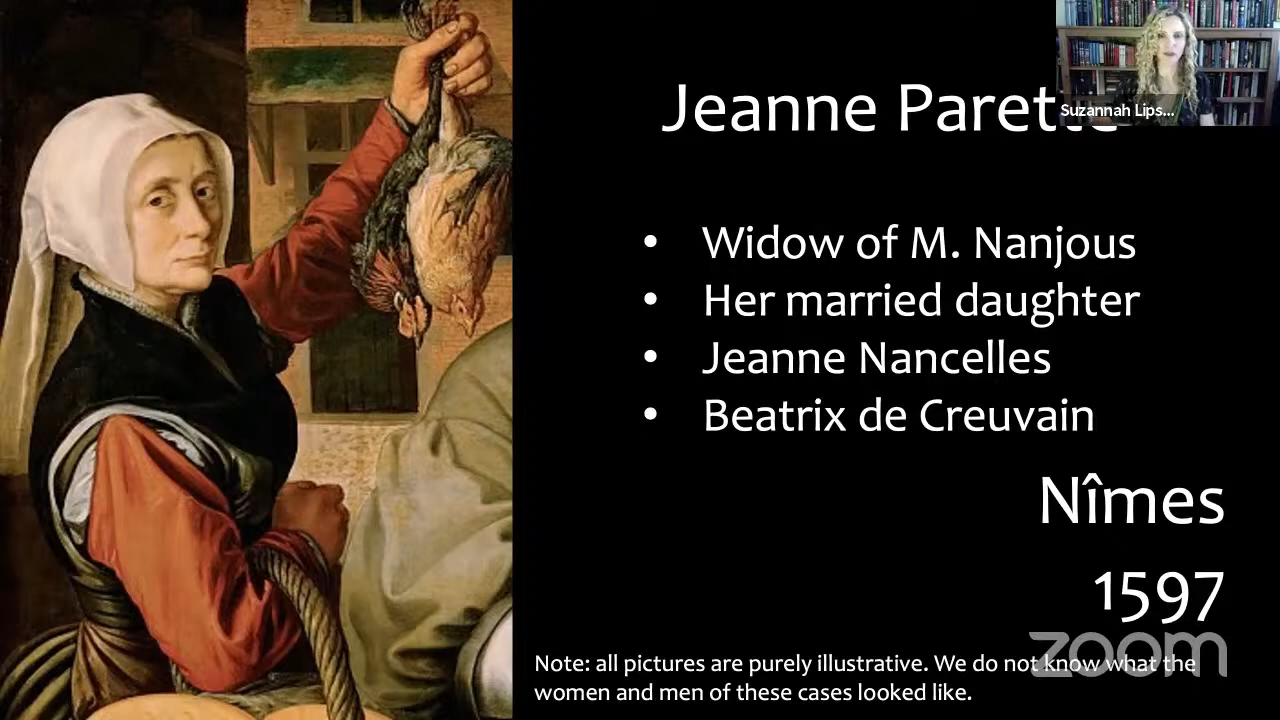 Jeanne
Suzannah Lips...
• Widow of M. Nanjous
• Her married daughter
• Jeanne Nancelles
• Beatrix de Creuvain
Nîmes
1597
zoom
Note: all pictures are purely illustrative. We do not know what the
women and men of these cases looked like.